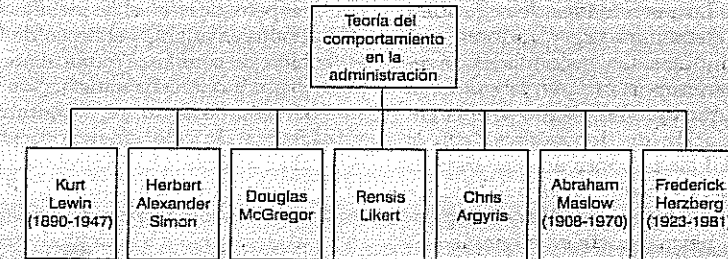 Teoría del
comportamiento
en la
administración
Kurt
Lewin
(1890-1947)
Herbert
Alexander
Simon
Douglas
McGregor
Rensis
Likert
Chris
Argyris
Abraham
Maslow
(1908-1970)
Frederick
Herzberg
(1923-1981